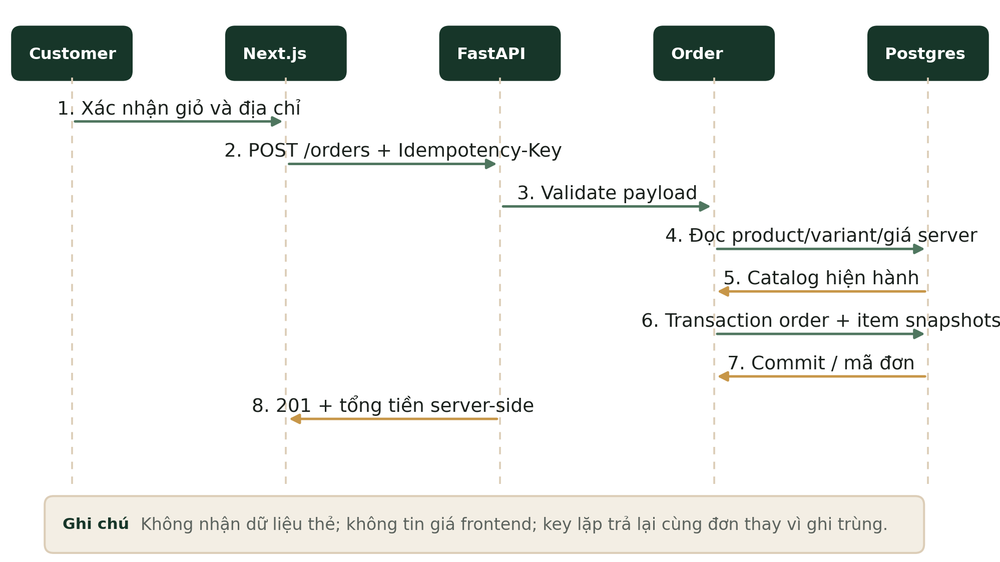 Customer
Next.js
FastAPI
Order
Postgres
1. Xác nhận giỏ và địa chỉ
2. POST /orders + Idempotency-Key
3. Validate payload
4. Đọc product/variant/giá server
5. Catalog hiện hành
6. Transaction order + item snapshots
7. Commit / mã đơn
8. 201 + tổng tiền server-side
Ghi chú Không nhận dữ liệu thẻ; không tin giá frontend; key lặp trả lại cùng đơn thay vì ghi trùng.